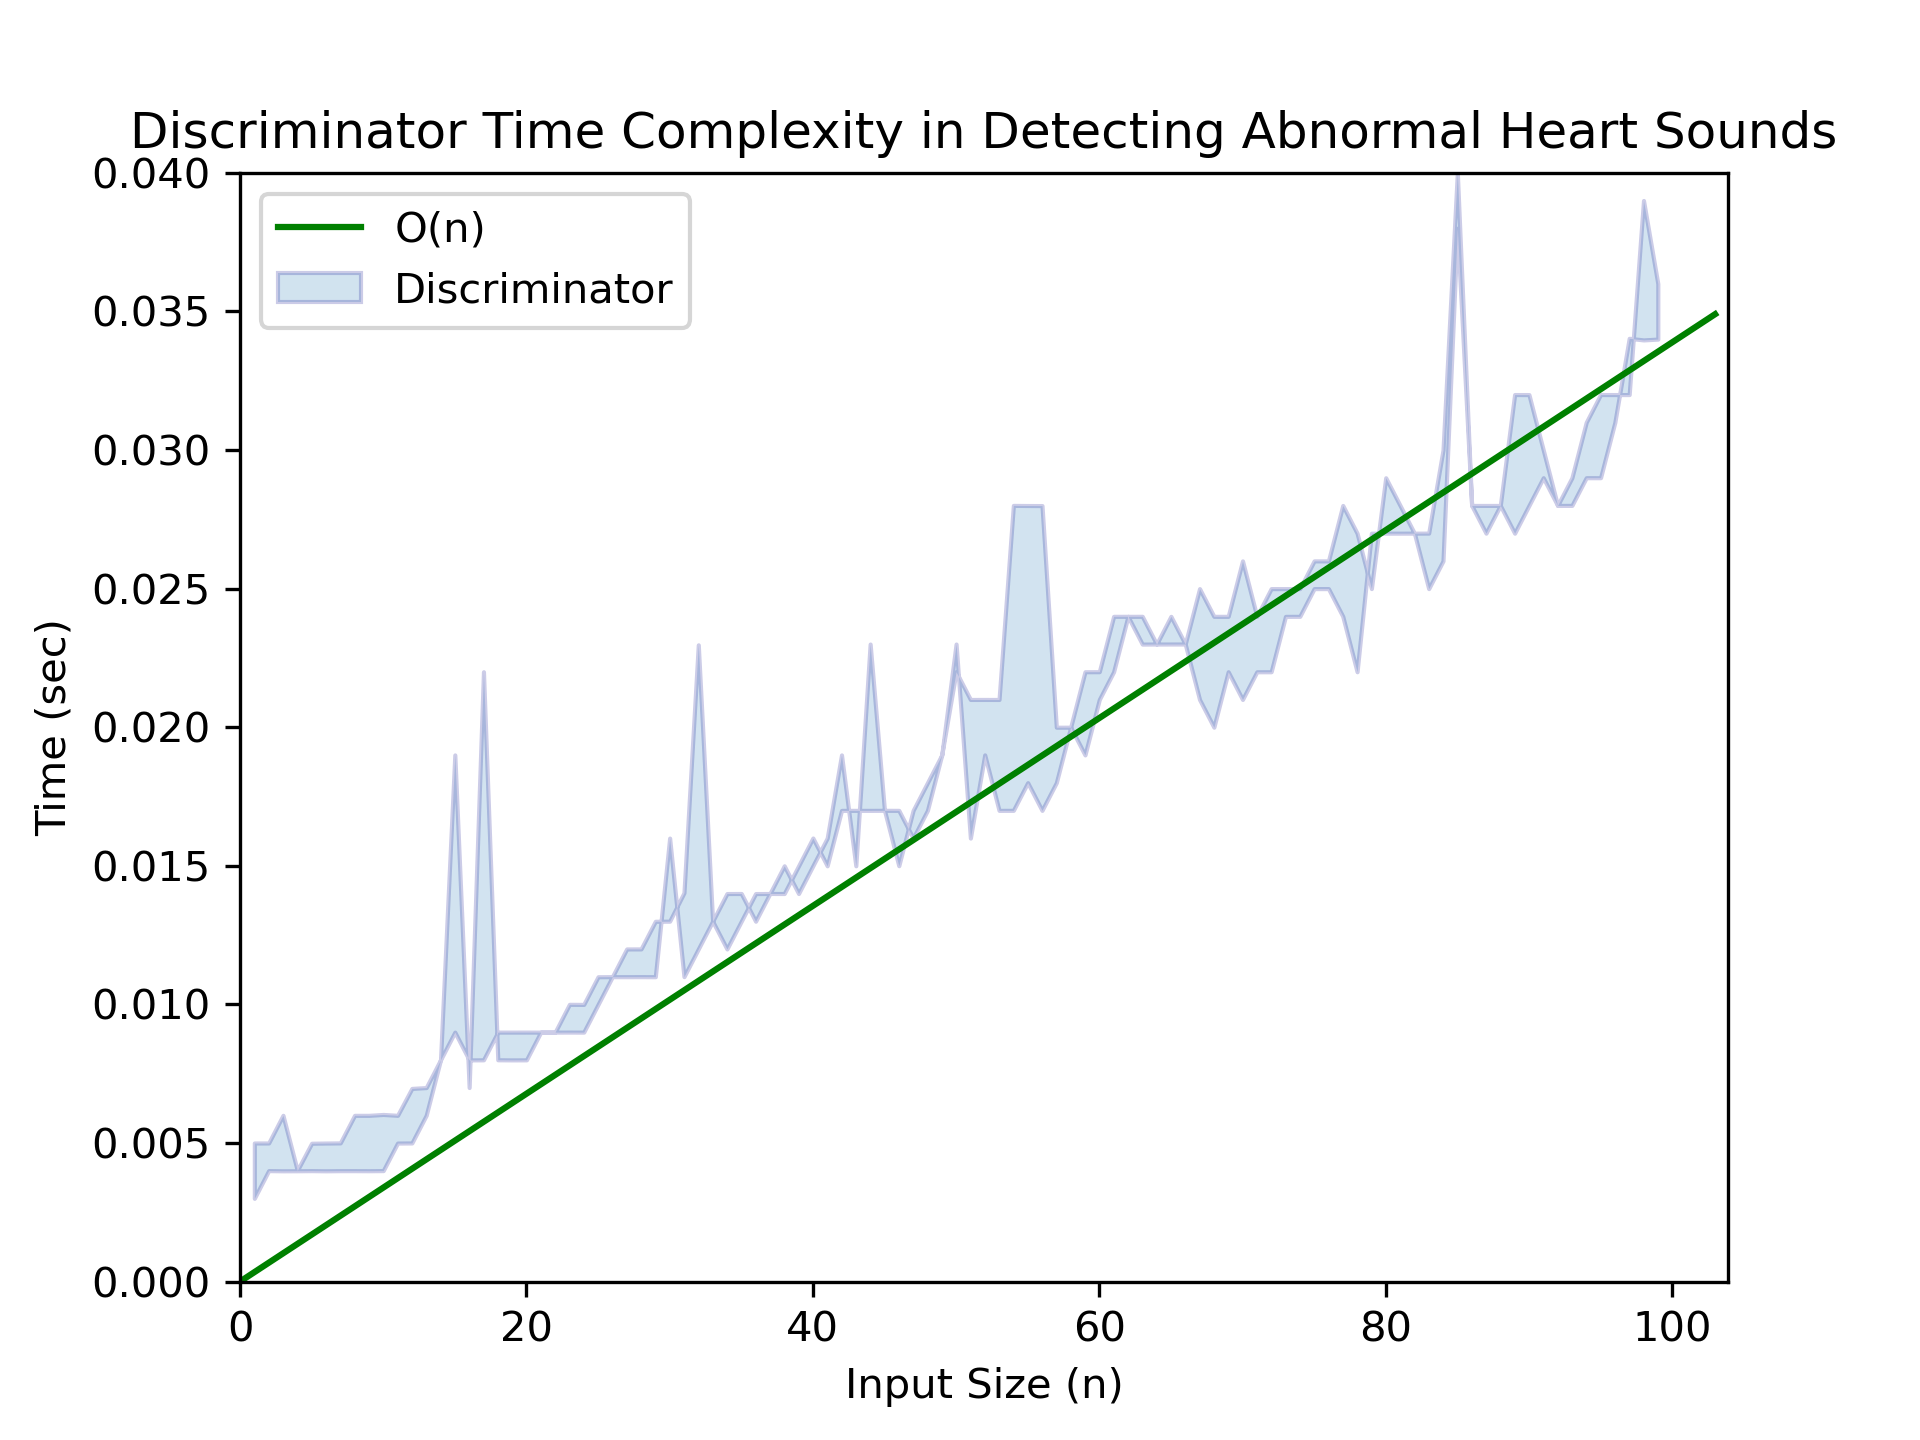 Discriminator Time Complexity in Detecting Abnormal Heart Sounds
0.040
0.035
0.030
0.025
0.020
0.015
0.010
0.005
0.000
Time (sec)
O(n)
Discriminator
0 20 40 60 80 100
Input Size (n)